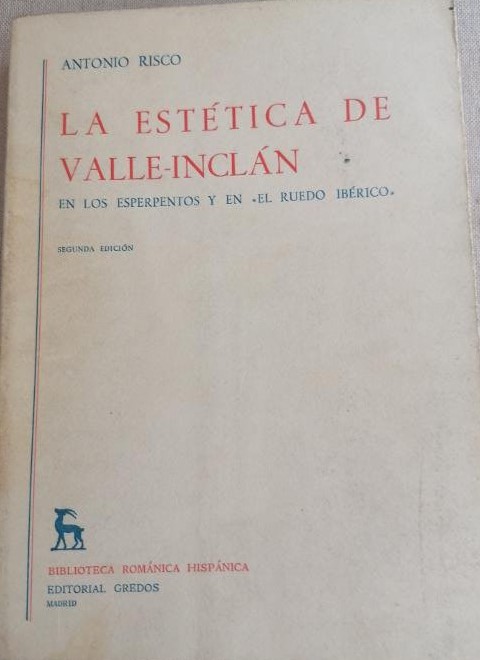 ANTONIO RISCO
LA ESTÉTICA DE
VALLE-INCLÁN
EN LOS ESPERPENTOS Y EN «EL RUEDO IBÉRICO»
SEGUNDA EDICIÓN
BIBLIOTECA ROMÁNICA HISPÁNICA
EDITORIAL GREDOS
MADRID